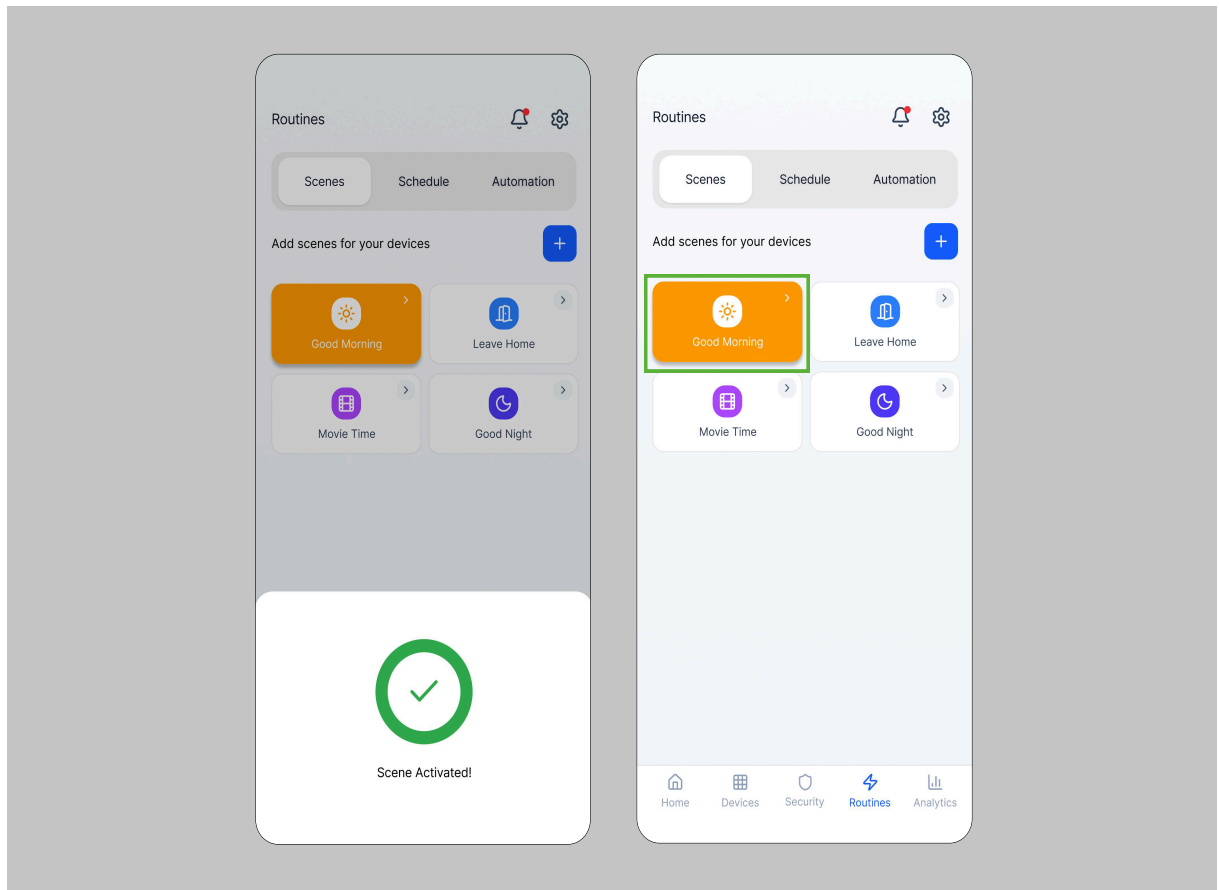 Routines
Scenes Schedule Automation
Add scenes for your devices
Good Morning Leave Home
Movie Time Good Night
Scene Activated!
Routines
Scenes Schedule Automation
Add scenes for your devices
Good Morning Leave Home
Movie Time Good Night
Home Devices Security Routines Analytics